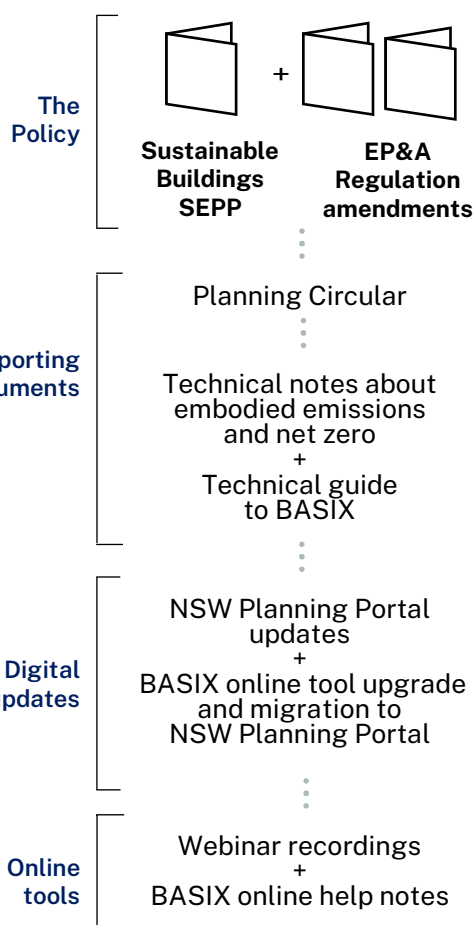 The
Policy
+
Sustainable
Buildings
SEPP
EP&A
Regulation
amendments
Planning Circular
Technical notes about
embodied emissions
and net zero
+
Technical guide
to BASIX
NSW Planning Portal
updates
+
Digital
BASIX online tool upgrade
and migration to
NSW Planning Portal
Online
tools
Webinar recordings
+
BASIX online help notes